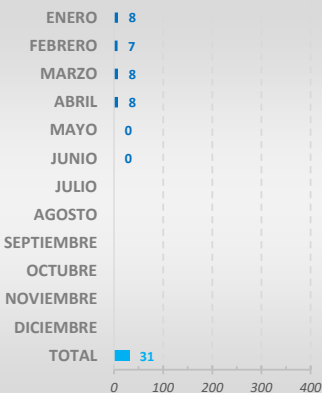 ENERO 8
FEBRERO 7
MARZO 8
ABRIL 8
MAYO 0
JUNIO 0
JULIO
AGOSTO
SEPTIEMBRE
OCTUBRE
NOVIEMBRE
DICIEMBRE
TOTAL 31
0 100 200 300 400